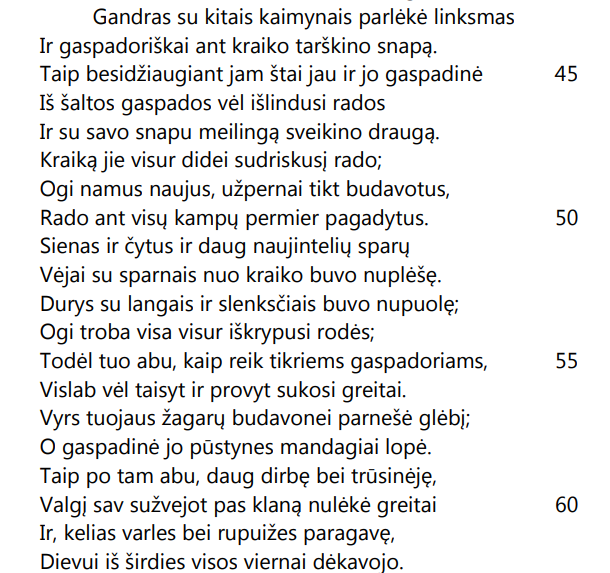 Gandras su kitais kaimynais parlėkė linksmas
Ir gaspadoriškai ant kraiko tarškino snapą.
Taip besidžiaugiant jam štai jau ir jo gaspadinė 45
Iš šaltos gaspados vėl išlindusi rados
Ir su savo snapu meilingą sveikino draugą.
Kraiką jie visur didei sudriskusį rado;
Ogi namus naujus, užpernai tikt budavotus,
Rado ant visų kampų permier pagadytus. 50
Sienas ir čytus ir daug naujintelių sparų
Vėjai su sparnais nuo kraiko buvo nuplėšę.
Durys su langais ir slenksčiais buvo nupuolę;
Ogi troba visa visur iškrypusi rodės;
Todėl tuo abu, kaip reik tikriems gaspadoriams, 55
Vislab vėl taisyt ir provyt sukosi greitai.
Vyrs tuojaus žagarų budavonei parnešė glėbį;
O gaspadinė jo pūstynes mandagiai lopė.
Taip po tam abu, daug dirbę bei trūsinėję,
Valgį sav sužvejot pas klaną nulėkė greitai 60
Ir, kelias varles bei rupuižes paragavę,
Dievui iš širdies visos viernai dėkavojo.